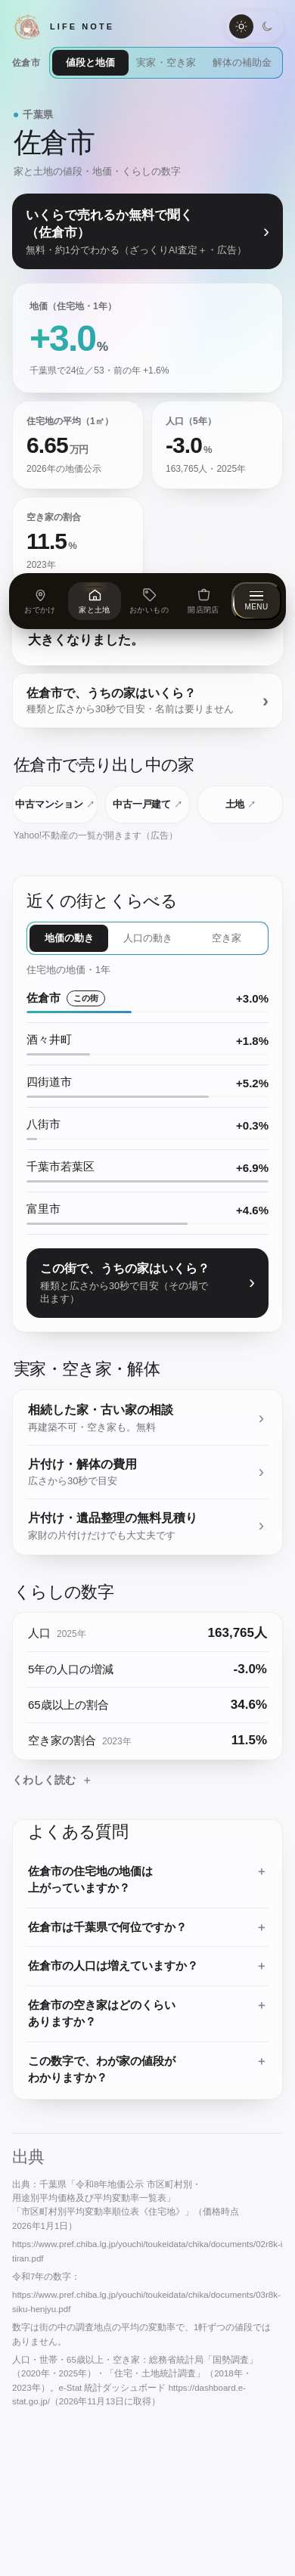 LIFE NOTE
佐倉市
値段と地価
実家・空き家
解体の補助金
千葉県
佐倉市
家と土地の値段・地価・くらしの数字
いくらで売れるか無料で聞く
（佐倉市）
無料・約1分でわかる（ざっくりAI査定＋・広告）
›
地価（住宅地・1年）
+3.0%
千葉県で24位／53・前の年 +1.6%
住宅地の平均（1㎡）
6.65万円
2026年の地価公示
人口（5年）
-3.0%
163,765人・2025年
空き家の割合
11.5%
2023年
おでかけ
家と土地
おかいもの
開店閉店
MENU
大きくなりました。
佐倉市で、うちの家はいくら？
種類と広さから30秒で目安・名前は要りません
›
佐倉市で売り出し中の家
中古マンション ↗
中古一戸建て ↗
土地 ↗
Yahoo!不動産の一覧が開きます（広告）
近くの街とくらべる
地価の動き
人口の動き
空き家
住宅地の地価・1年
佐倉市 この街 +3.0%
酒々井町 +1.8%
四街道市 +5.2%
八街市 +0.3%
千葉市若葉区 +6.9%
富里市 +4.6%
この街で、うちの家はいくら？
種類と広さから30秒で目安（その場で
出ます）
›
実家・空き家・解体
相続した家・古い家の相談
再建築不可・空き家も。無料
›
片付け・解体の費用
広さから30秒で目安
›
片付け・遺品整理の無料見積り
家財の片付けだけでも大丈夫です
›
くらしの数字
人口 2025年 163,765人
5年の人口の増減 -3.0%
65歳以上の割合 34.6%
空き家の割合 2023年 11.5%
くわしく読む +
よくある質問
佐倉市の住宅地の地価は
上がっていますか？
+
佐倉市は千葉県で何位ですか？ +
佐倉市の人口は増えていますか？ +
佐倉市の空き家はどのくらい
ありますか？
+
この数字で、わが家の値段が
わかりますか？
+
出典
出典：千葉県「令和8年地価公示 市区町村別・
用途別平均価格及び平均変動率一覧表」
「市区町村別平均変動率順位表《住宅地》」（価格時点
2026年1月1日）
https://www.pref.chiba.lg.jp/youchi/toukeidata/chika/documents/02r8k-i
tiran.pdf
令和7年の数字：
https://www.pref.chiba.lg.jp/youchi/toukeidata/chika/documents/03r8k-
siku-henjyu.pdf
数字は街の中の調査地点の平均の変動率で、1軒ずつの値段では
ありません。
人口・世帯・65歳以上・空き家：総務省統計局「国勢調査」
（2020年・2025年）・「住宅・土地統計調査」（2018年・
2023年）。e-Stat 統計ダッシュボード https://dashboard.e-
stat.go.jp/（2026年11月13日に取得）